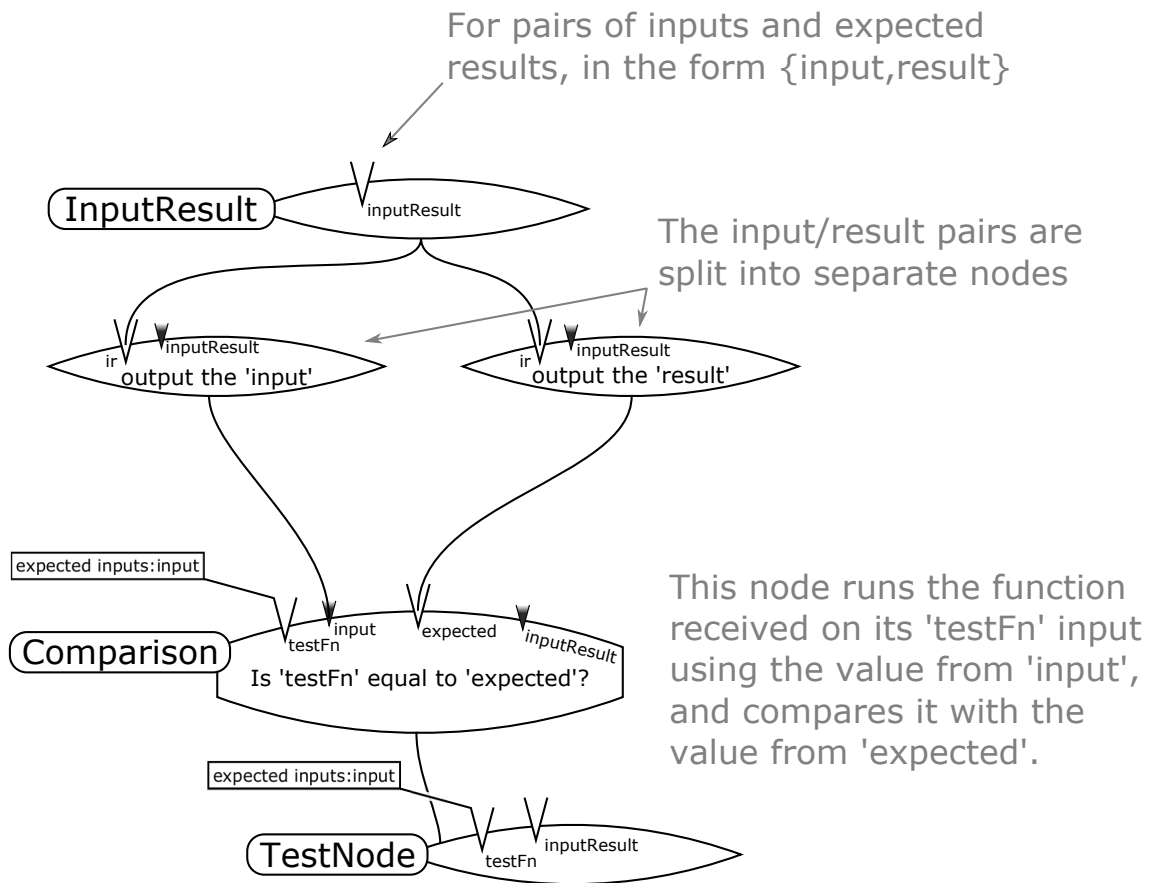 For pairs of inputs and expected
results, in the form {input,result}
InputResult
inputResult
The input/result pairs are
split into separate nodes
ir
inputResult
output the 'input'
ir
inputResult
output the 'result'
expected inputs:input
Comparison
testFn
input
expected
inputResult
Is 'testFn' equal to 'expected'?
This node runs the function
received on its 'testFn' input
using the value from 'input',
and compares it with the
value from 'expected'.
expected inputs:input
TestNode
testFn
inputResult